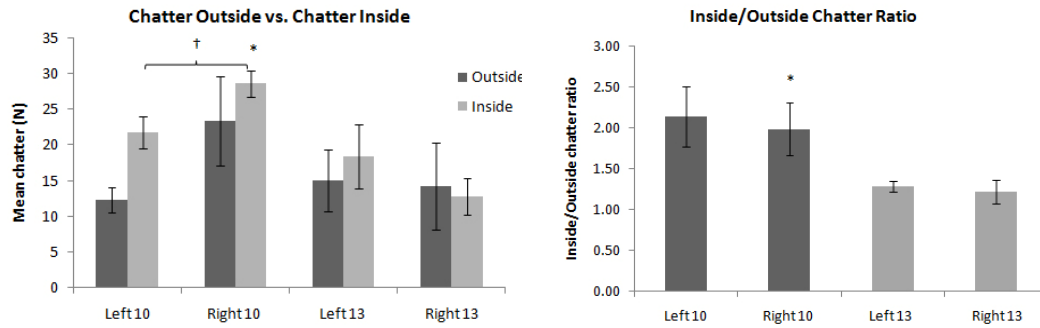 Chatter Outside vs. Chatter Inside
35
30
25
20
15
10
5
0
Mean chatter (N)
†
*
Outside
Inside
Left 10
Right 10
Left 13
Right 13
Inside/Outside Chatter Ratio
3.00
2.50
2.00
1.50
1.00
0.50
0.00
Inside/Outside chatter ratio
*
Left 10
Right 10
Left 13
Right 13